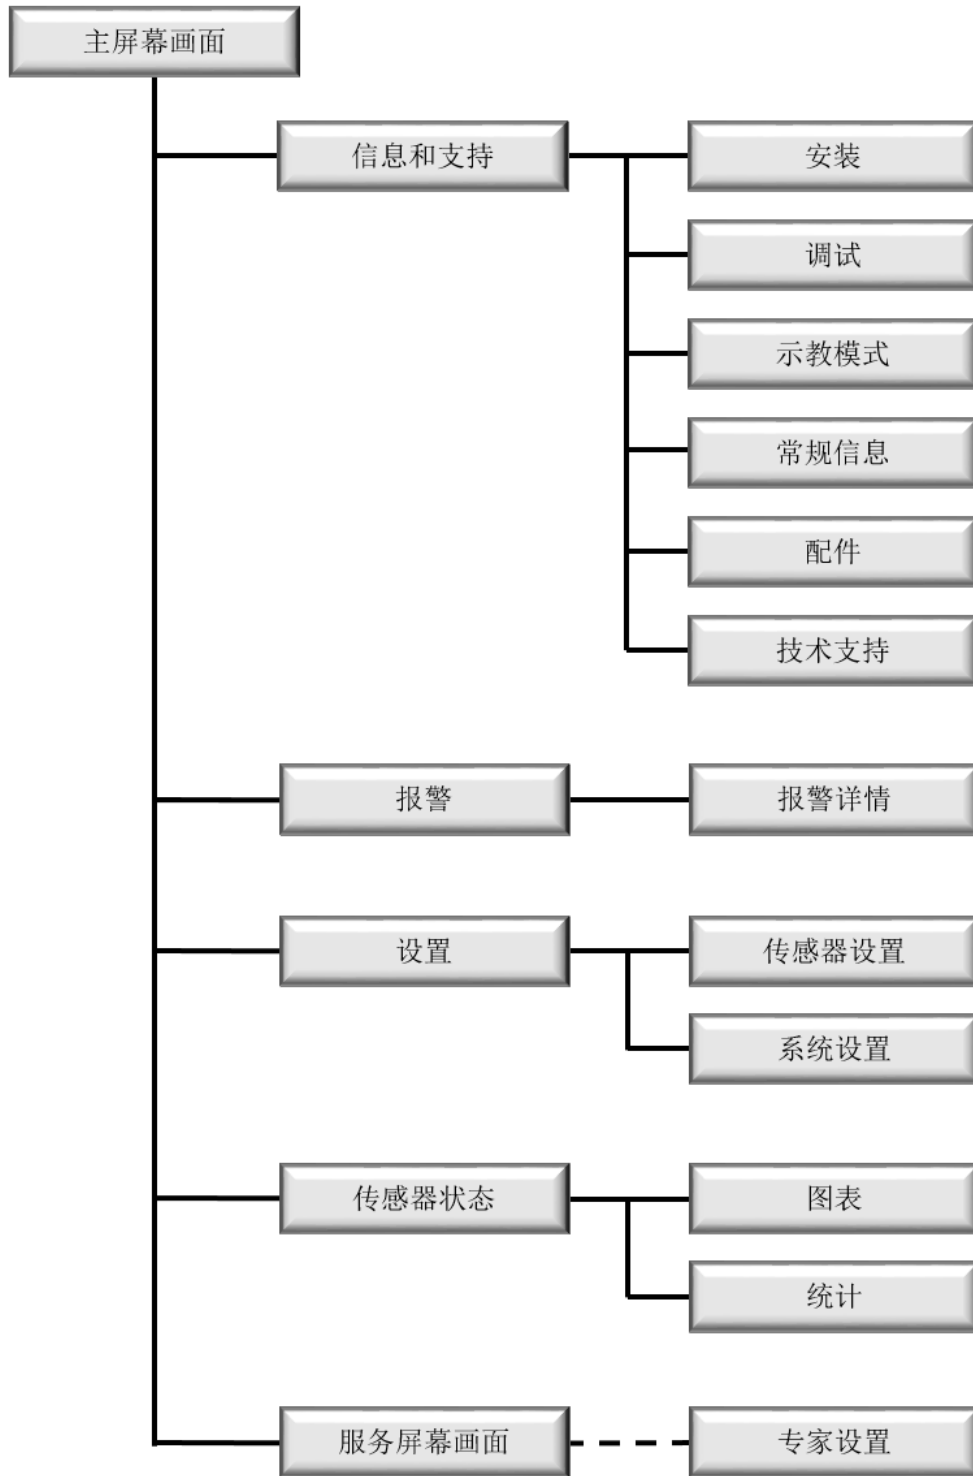 主屏幕画面
信息和支持
安装
调试
示教模式
常规信息
配件
技术支持
报警
报警详情
设置
传感器设置
系统设置
传感器状态
图表
统计
服务屏幕画面
专家设置